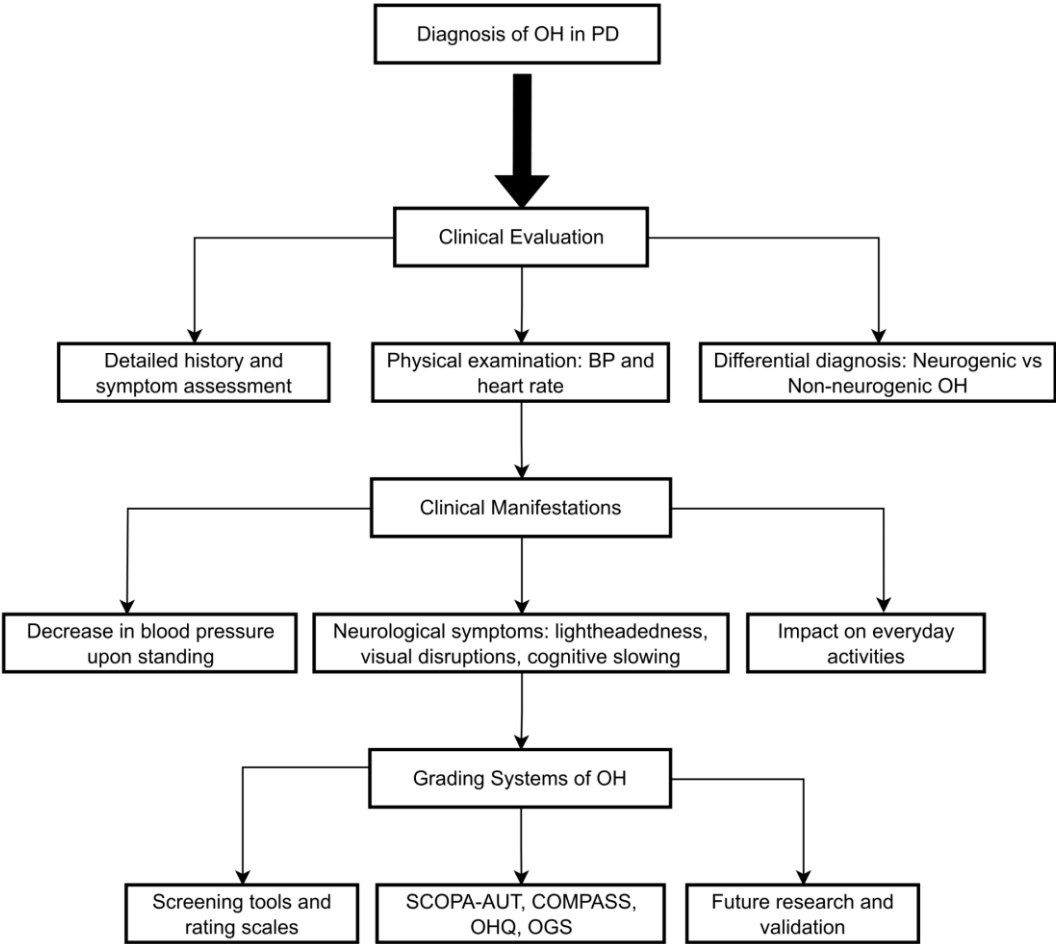 Diagnosis of OH in PD
Clinical Evaluation
Detailed history and
symptom assessment
Physical examination: BP and
heart rate
Differential diagnosis: Neurogenic vs
Non-neurogenic OH
Clinical Manifestations
Decrease in blood pressure
upon standing
Neurological symptoms: lightheadedness,
visual disruptions, cognitive slowing
Impact on everyday
activities
Grading Systems of OH
Screening tools and
rating scales
SCOPA-AUT, COMPASS,
OHQ, OGS
Future research and
validation